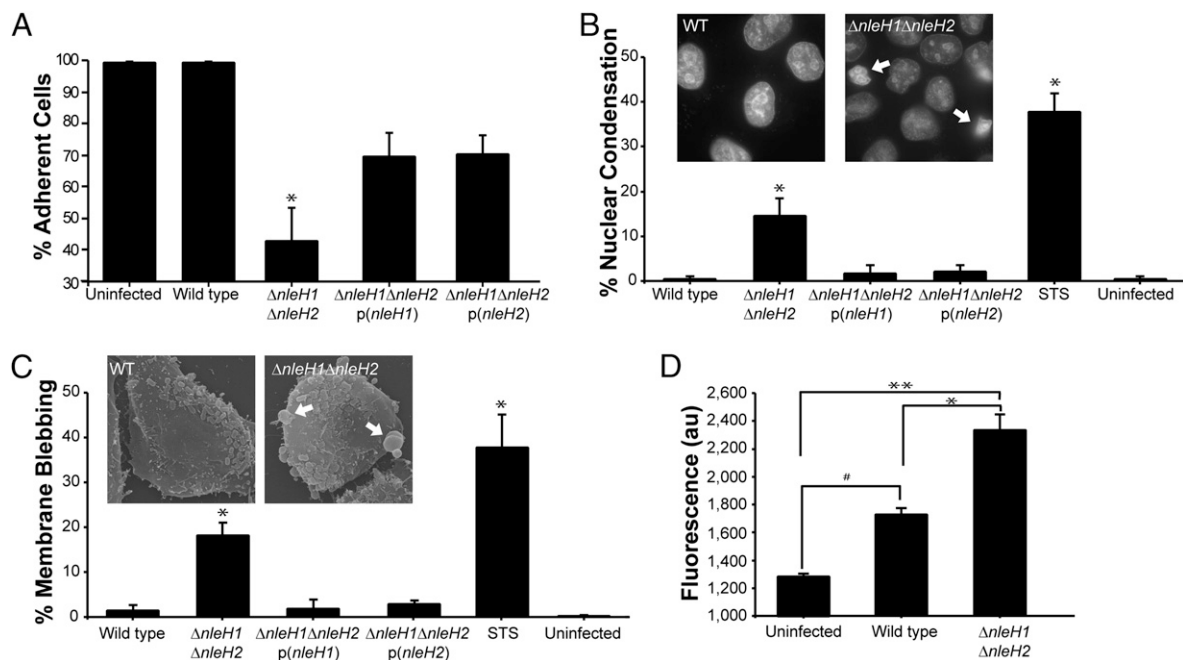 A
% Adherent Cells
100
90
80
70
60
50
40
30
Uninfected
Wild type
ΔnleH1
ΔnleH2
ΔnleH1ΔnleH2
p(nleH1)
ΔnleH1ΔnleH2
p(nleH2)
*
B
% Nuclear Condensation
50
40
30
20
10
0
WT
ΔnleH1ΔnleH2
*
*
Wild type
ΔnleH1
ΔnleH2
ΔnleH1ΔnleH2
p(nleH1)
ΔnleH1ΔnleH2
p(nleH2)
STS
Uninfected
C
% Membrane Blebbing
50
40
30
20
10
0
WT
ΔnleH1ΔnleH2
*
*
Wild type
ΔnleH1
ΔnleH2
ΔnleH1ΔnleH2
p(nleH1)
ΔnleH1ΔnleH2
p(nleH2)
STS
Uninfected
D
Fluorescence (au)
2,600
2,400
2,200
2,000
1,800
1,600
1,400
1,200
1,000
**
*
#
Uninfected
Wild type
ΔnleH1
ΔnleH2